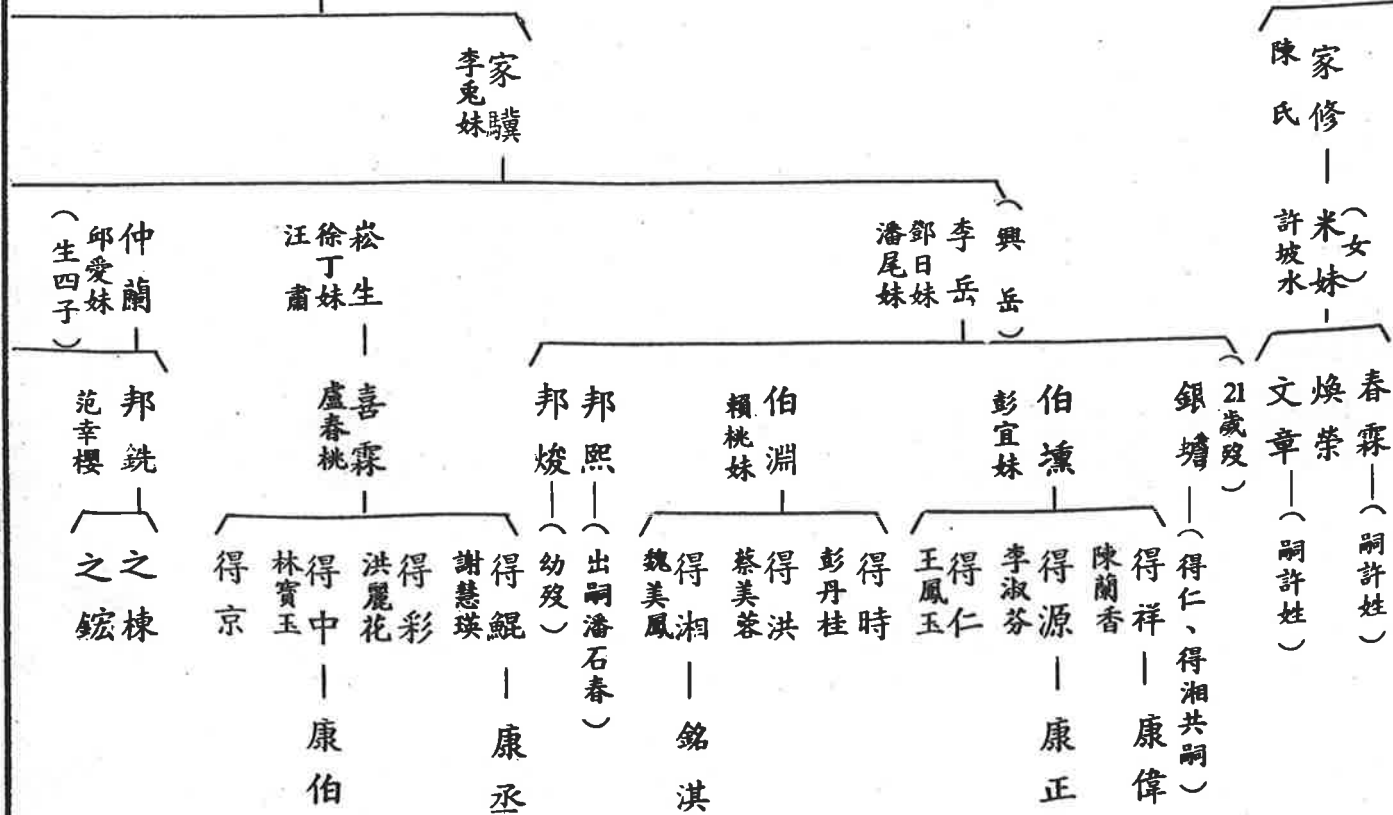 家修
陳氏
家驥
李兎妹
（女）
米妹
許坡水
（興岳）
李岳
鄧日妹
潘尾妹
崧生
徐丁妹
汪肅
仲蘭
邱愛妹
（生四子）
春霖（嗣許姓）
煥榮
文章（嗣許姓）
（21歲歿）
銀塘（得仁、得湘共嗣）
伯壎
彭宜妹
伯淵
賴桃妹
邦熙（出嗣潘石春）
邦焌（幼歿）
喜霖
盧春桃
邦銑
范幸櫻
得祥
陳蘭香
得源
李淑芬
得仁
王鳳玉
得時
彭丹桂
得洪
蔡美蓉
得湘
魏美鳳
得鯤
謝慧瑛
得彩
洪麗花
得中
林寶玉
得京
之棟
之鋐
康偉
康正
銘淇
康丞
康伯